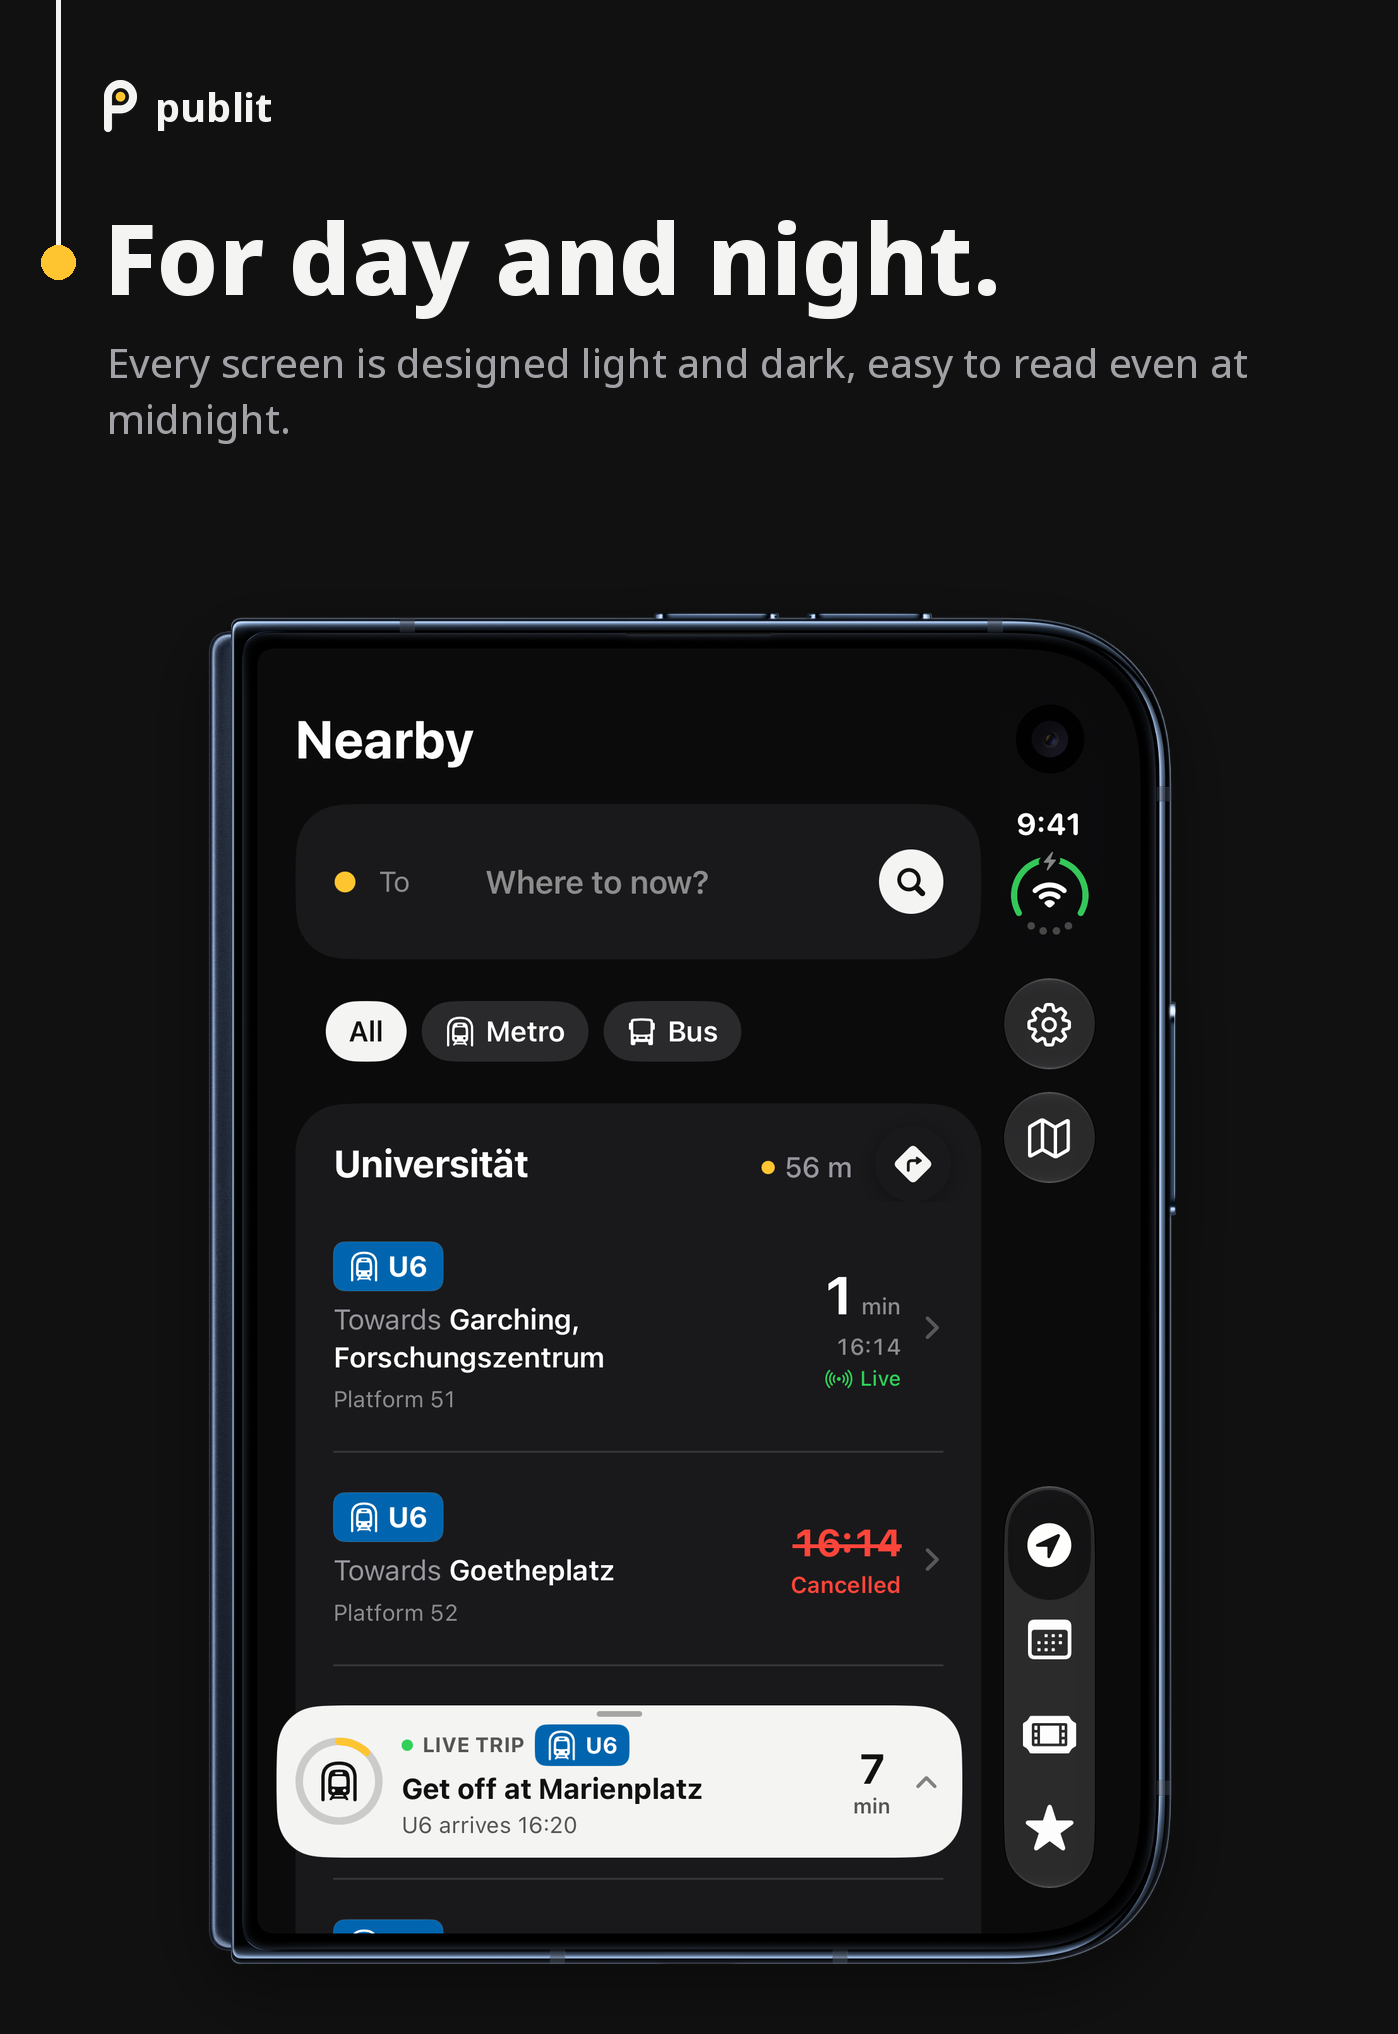 publit
For day and night.
Every screen is designed light and dark, easy to read even at
midnight.
Nearby
9:41
To Where to now?
All Metro Bus
Universität 56 m
U6
Towards Garching,
Forschungszentrum
Platform 51
1 min
16:14
Live
U6
Towards Goetheplatz
Platform 52
16:14
Cancelled
LIVE TRIP U6
Get off at Marienplatz
U6 arrives 16:20
7
min